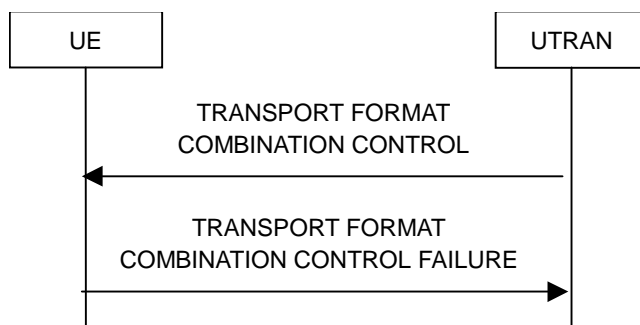 UE
UTRAN
TRANSPORT FORMAT
COMBINATION CONTROL
TRANSPORT FORMAT
COMBINATION CONTROL FAILURE